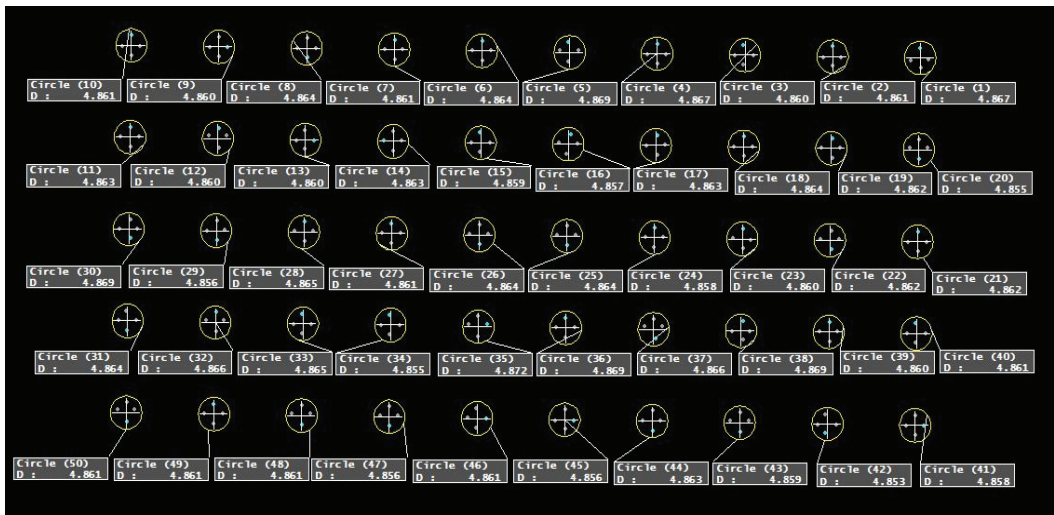 Circle (10)
D : 4.861
Circle (9)
D : 4.860
Circle (8)
D : 4.864
Circle (7)
D : 4.861
Circle (6)
D : 4.864
Circle (5)
D : 4.869
Circle (4)
D : 4.867
Circle (3)
D : 4.860
Circle (2)
D : 4.861
Circle (1)
D : 4.867
Circle (11)
D : 4.863
Circle (12)
D : 4.860
Circle (13)
D : 4.860
Circle (14)
D : 4.863
Circle (15)
D : 4.859
Circle (16)
D : 4.857
Circle (17)
D : 4.863
Circle (18)
D : 4.864
Circle (19)
D : 4.862
Circle (20)
D : 4.855
Circle (30)
D : 4.869
Circle (29)
D : 4.856
Circle (28)
D : 4.865
Circle (27)
D : 4.861
Circle (26)
D : 4.864
Circle (25)
D : 4.864
Circle (24)
D : 4.858
Circle (23)
D : 4.860
Circle (22)
D : 4.862
Circle (21)
D : 4.862
Circle (31)
D : 4.864
Circle (32)
D : 4.866
Circle (33)
D : 4.865
Circle (34)
D : 4.855
Circle (35)
D : 4.872
Circle (36)
D : 4.869
Circle (37)
D : 4.866
Circle (38)
D : 4.869
Circle (39)
D : 4.860
Circle (40)
D : 4.861
Circle (50)
D : 4.861
Circle (49)
D : 4.861
Circle (48)
D : 4.861
Circle (47)
D : 4.856
Circle (46)
D : 4.861
Circle (45)
D : 4.856
Circle (44)
D : 4.863
Circle (43)
D : 4.859
Circle (42)
D : 4.853
Circle (41)
D : 4.858